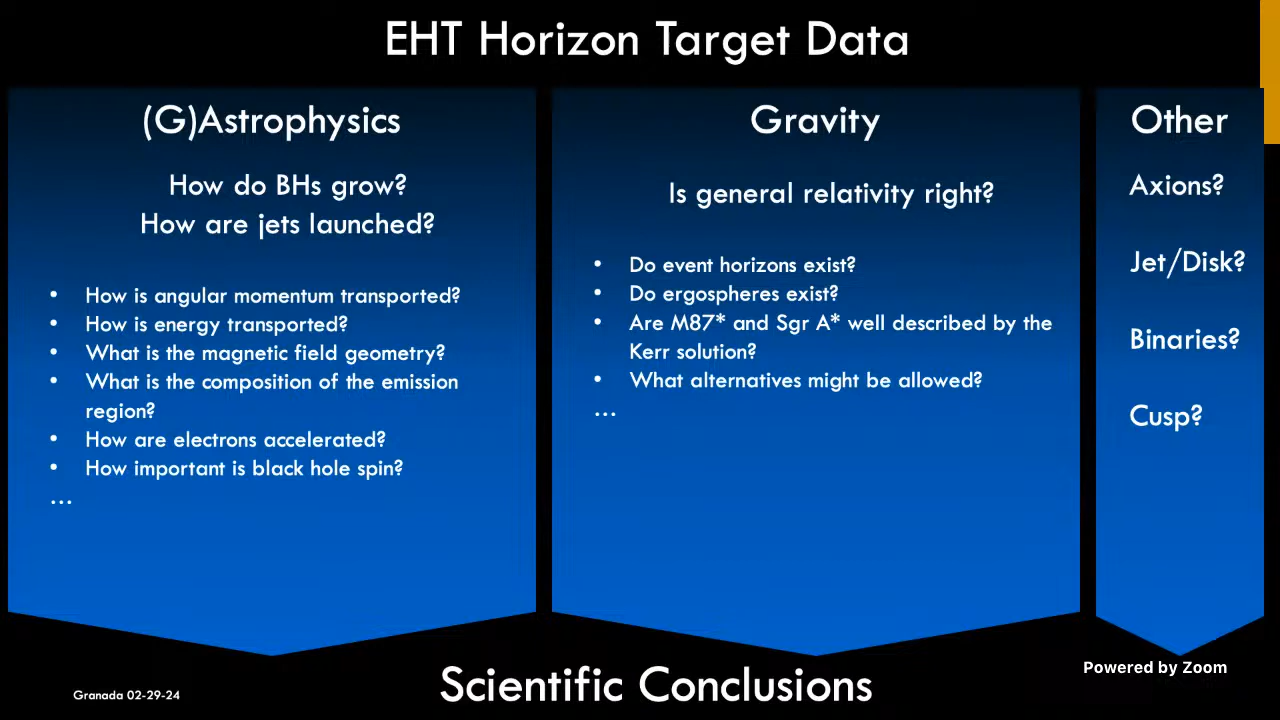 EHT Horizon Target Data
(G)Astrophysics
How do BHs grow?
How are jets launched?
• How is angular momentum transported?
• How is energy transported?
• What is the magnetic field geometry?
• What is the composition of the emission
region?
• How are electrons accelerated?
• How important is black hole spin?
...
Gravity
Is general relativity right?
• Do event horizons exist?
• Do ergospheres exist?
• Are M87* and Sgr A* well described by the
Kerr solution?
• What alternatives might be allowed?
...
Other
Axions?
Jet/Disk?
Binaries?
Cusp?
Powered by Zoom
Granada 02-29-24
Scientific Conclusions